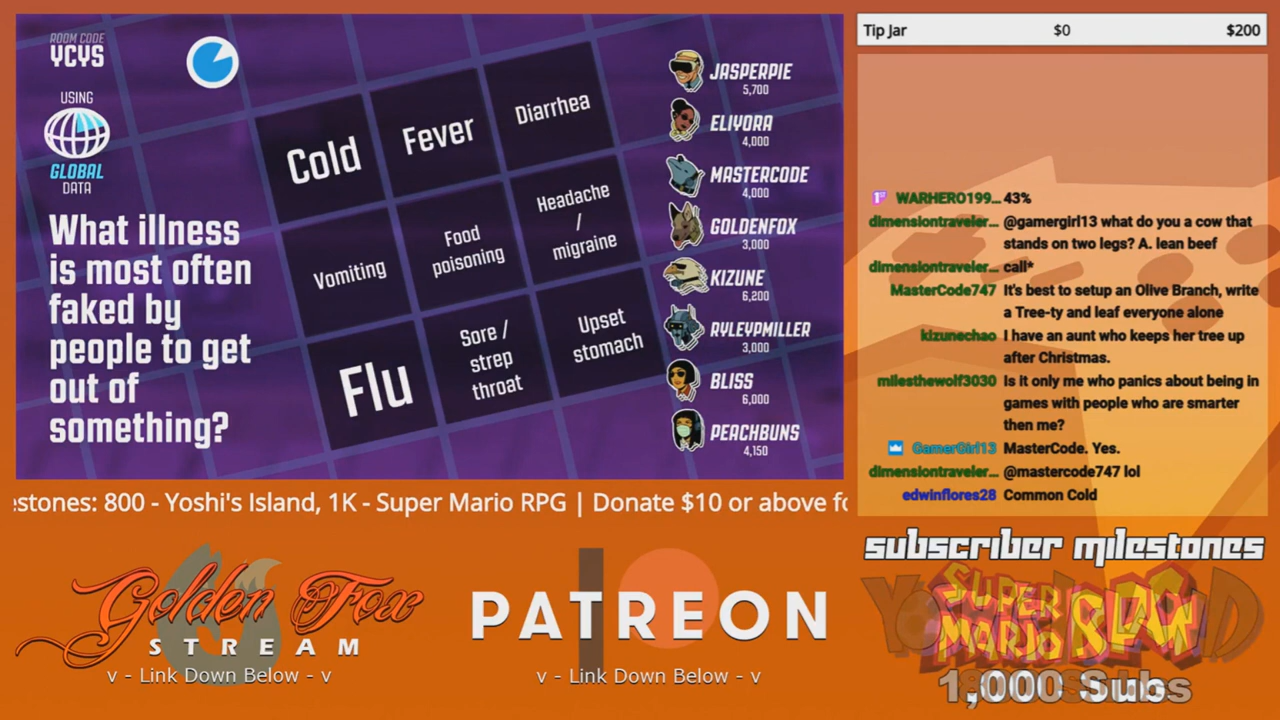 ROOM CODE
YCYS
USING
GLOBAL
DATA
What illness
is most often
faked by
people to get
out of
something?
Cold
Fever
Diarrhea
Vomiting
Food
poisoning
Headache
/
migraine
Flu
Sore /
strep
throat
Upset
stomach
JASPERPIE
5,700
ELIYORA
4,000
MASTERCODE
4,000
GOLDENFOX
3,000
KIZUNE
6,200
RYLEYPMILLER
3,000
BLISS
6,000
PEACHBUNS
4,150
Tip Jar $0 $200
WARHERO199... 43%
dimensiontraveler... @gamergirl13 what do you a cow that
stands on two legs? A. lean beef
dimensiontraveler... call*
MasterCode747 It's best to setup an Olive Branch, write
a Tree-ty and leaf everyone alone
kizunechao I have an aunt who keeps her tree up
after Christmas.
milesthewolf3030 Is it only me who panics about being in
games with people who are smarter
then me?
GamerGirl13 MasterCode. Yes.
dimensiontraveler... @mastercode747 lol
edwinflores28 Common Cold
estones: 800 - Yoshi's Island, 1K - Super Mario RPG | Donate $10 or above fo
Golden Fox
STREAM
v - Link Down Below - v
PATREON
v - Link Down Below - v
subscriber milestones
SUPER
MARIO RPG
1,000 Subs